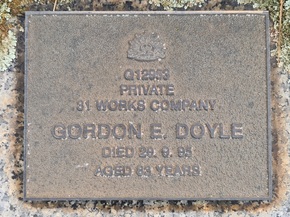 PRIVATE
31 WORKS COMPANY
GORDON E. DOYLE
DIED
AGED YEARS